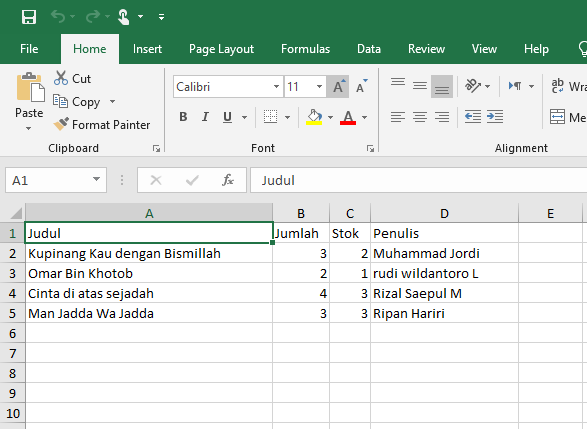 File Home Insert Page Layout Formulas Data Review View Help
Cut
Copy
Format Painter
Paste
Calibri 11 A A
B I U A
ab Wra
Me
Clipboard Font Alignment
A1 fx Judul
A B C D E
1 Judul Jumlah Stok Penulis
2 Kupinang Kau dengan Bismillah 3 2 Muhammad Jordi
3 Omar Bin Khotob 2 1 rudi wildantoro L
4 Cinta di atas sejadah 4 3 Rizal Saepul M
5 Man Jadda Wa Jadda 3 3 Ripan Hariri
6
7
8
9
10